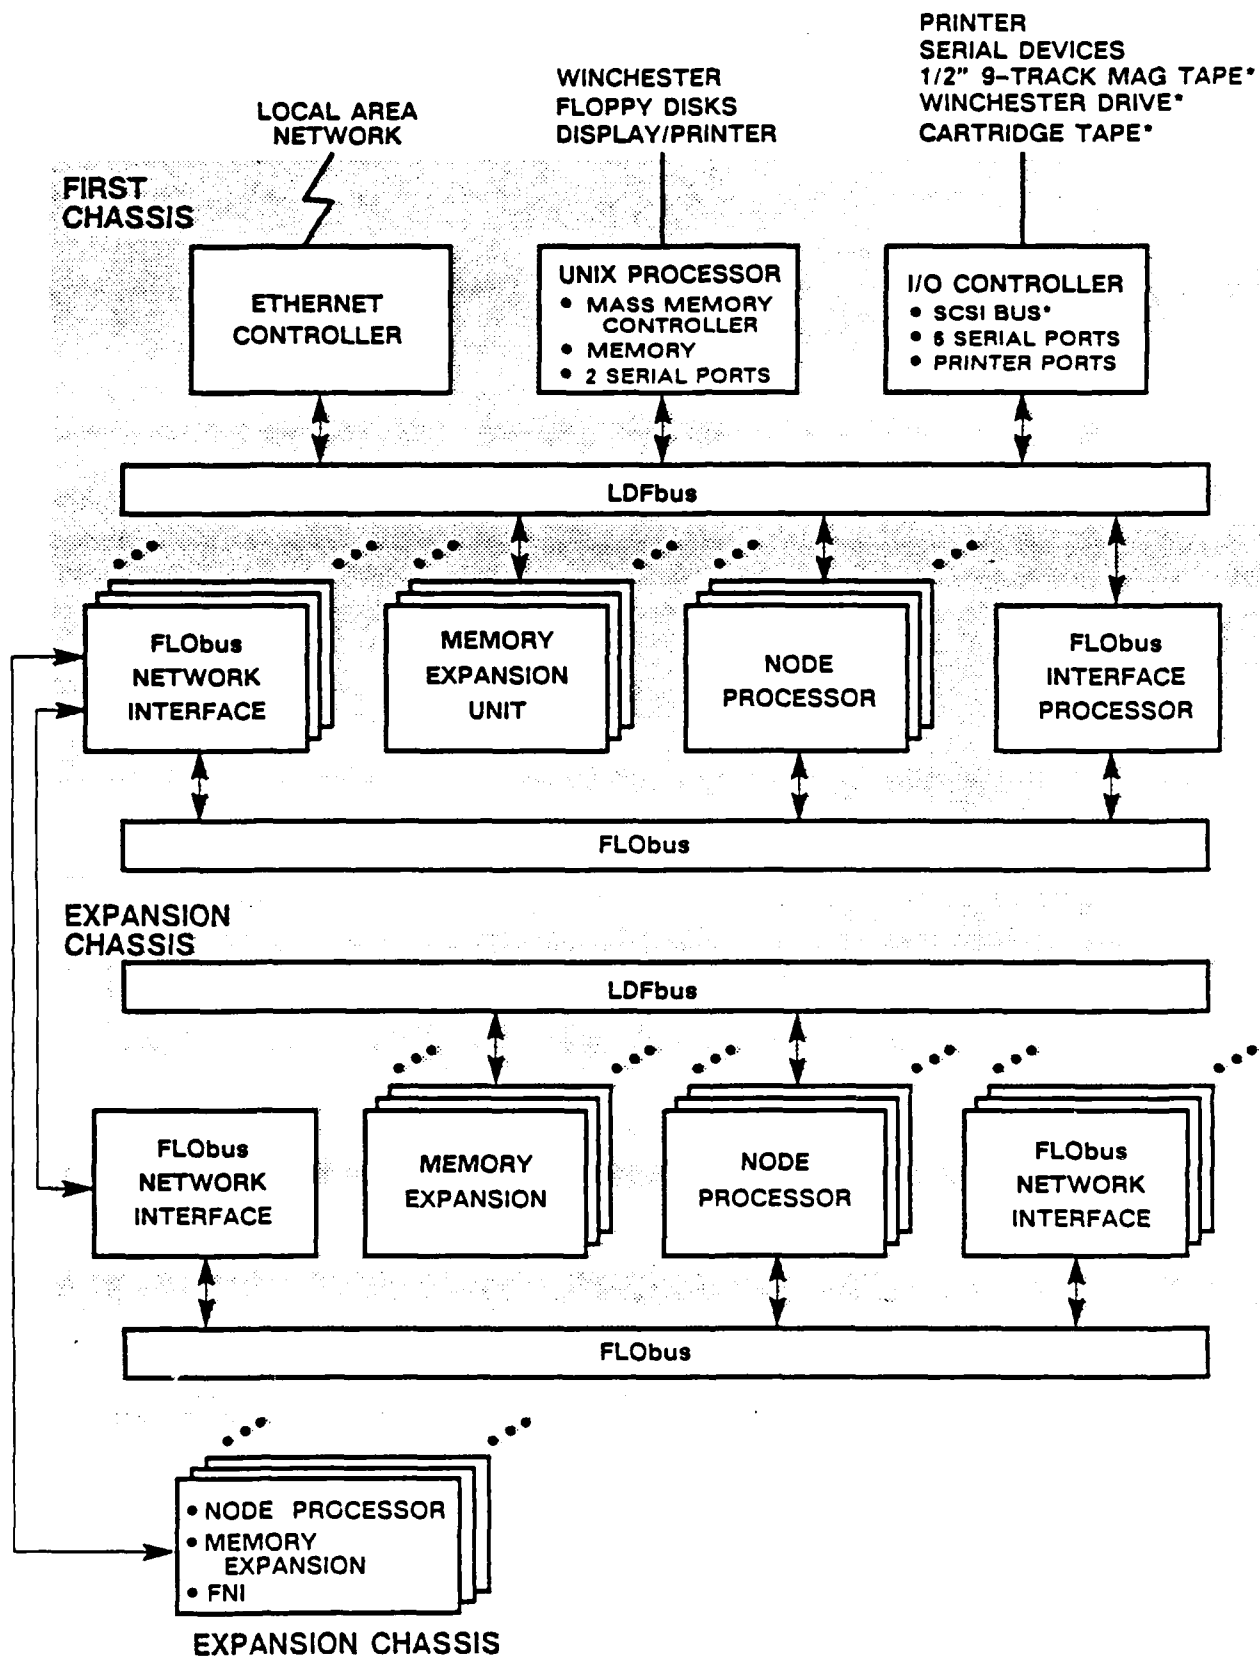 PRINTER
SERIAL DEVICES
1/2" 9-TRACK MAG TAPE*
WINCHESTER DRIVE*
CARTRIDGE TAPE*
WINCHESTER
FLOPPY DISKS
DISPLAY/PRINTER
LOCAL AREA
NETWORK
FIRST
CHASSIS
ETHERNET
CONTROLLER
UNIX PROCESSOR
• MASS MEMORY
CONTROLLER
• MEMORY
• 2 SERIAL PORTS
I/O CONTROLLER
• SCSI BUS*
• 6 SERIAL PORTS
• PRINTER PORTS
LDFbus
FLObus
NETWORK
INTERFACE
MEMORY
EXPANSION
UNIT
NODE
PROCESSOR
FLObus
INTERFACE
PROCESSOR
FLObus
EXPANSION
CHASSIS
LDFbus
FLObus
NETWORK
INTERFACE
MEMORY
EXPANSION
NODE
PROCESSOR
FLObus
NETWORK
INTERFACE
FLObus
• NODE PROCESSOR
• MEMORY
EXPANSION
• FNI
EXPANSION CHASSIS